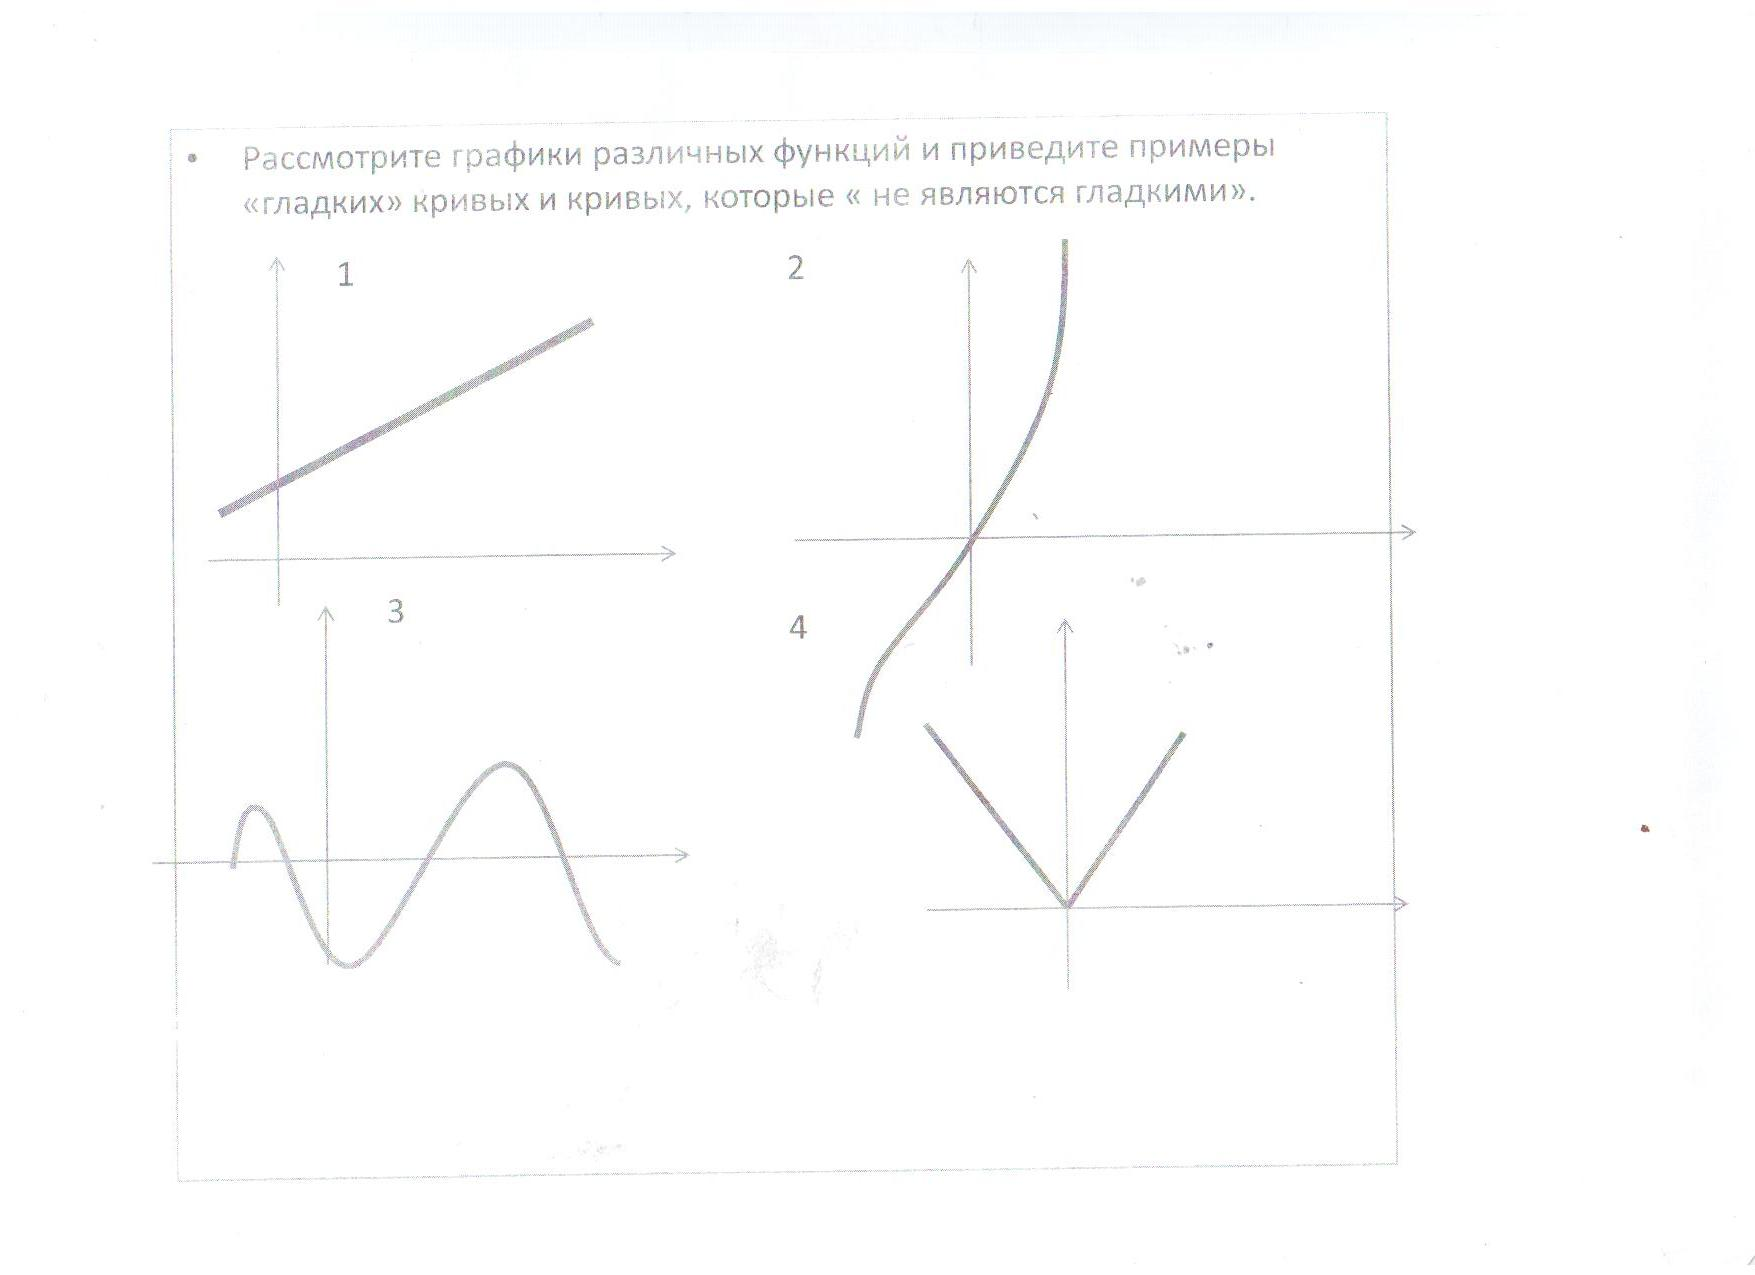 • Рассмотрите графики различных функций и приведите примеры
«гладких» кривых и кривых, которые « не являются гладкими».
1
2
3
4